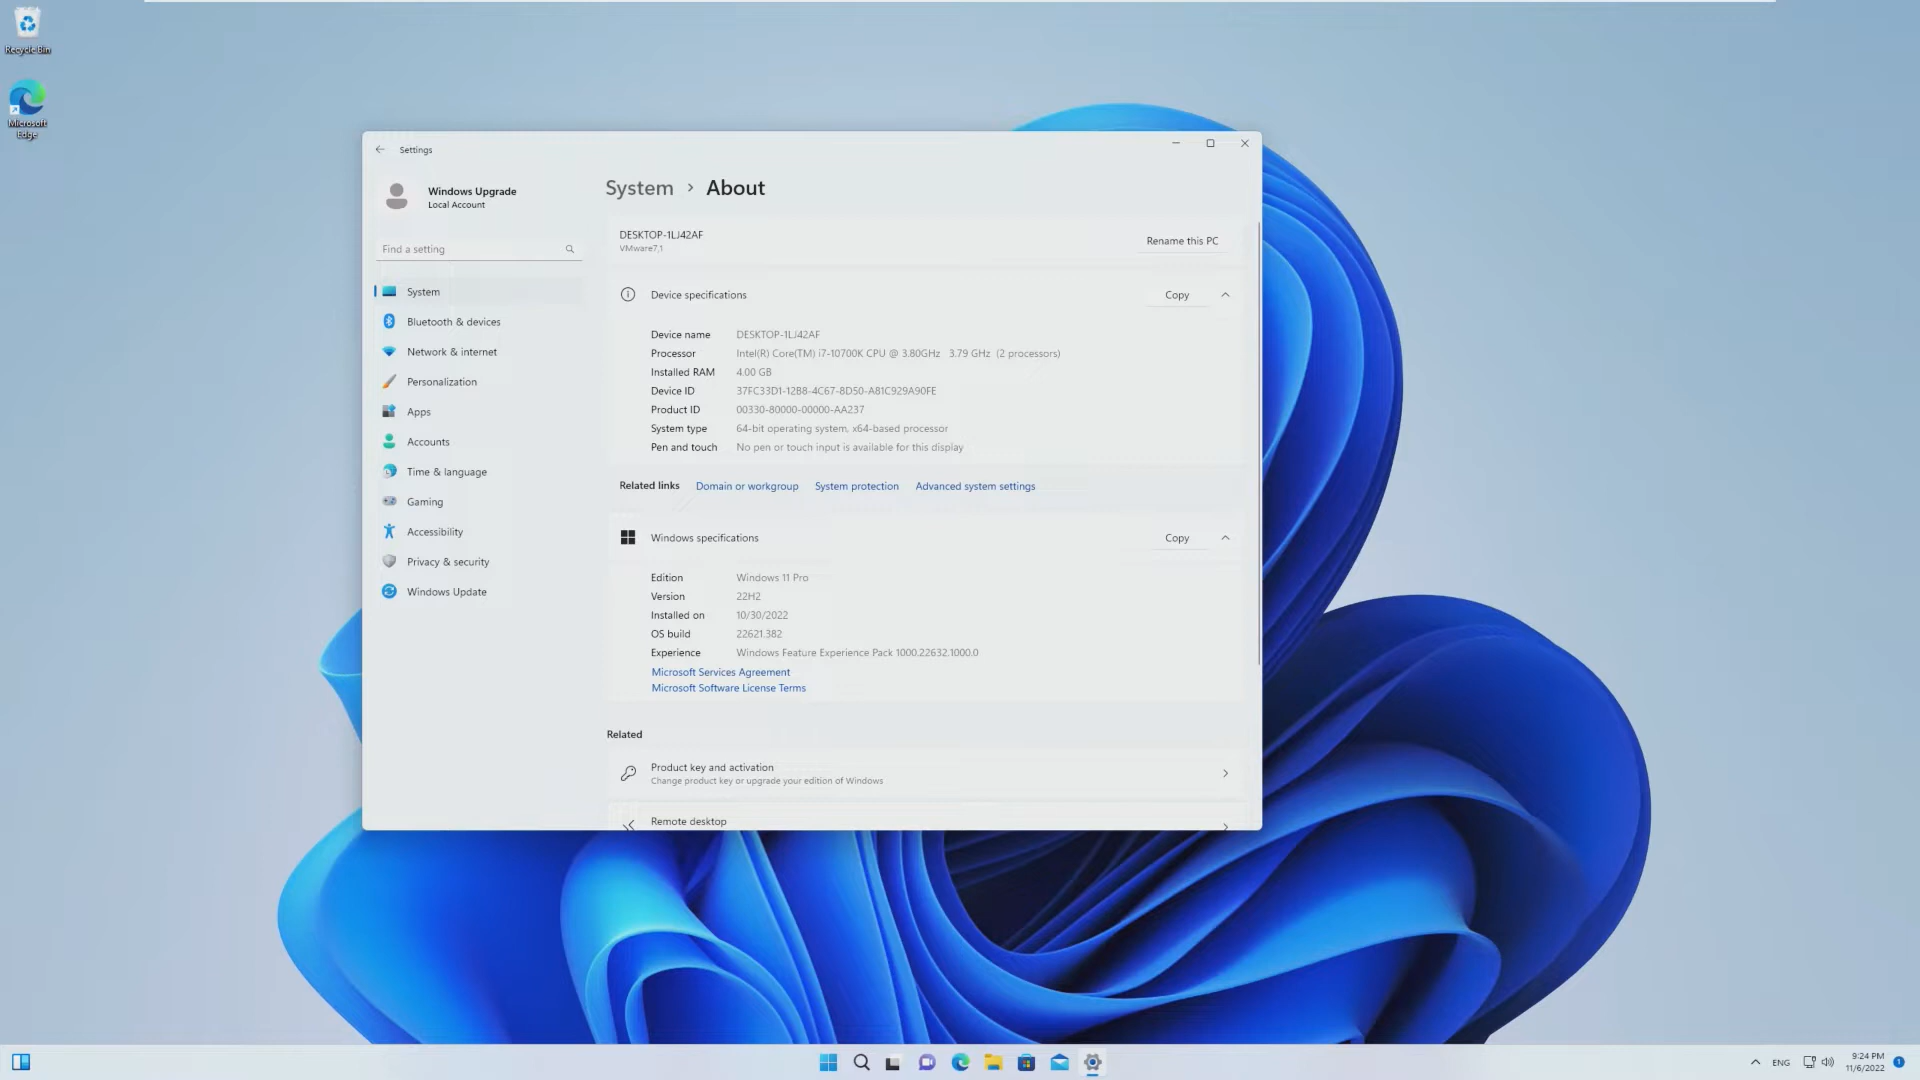 Recycle Bin
Microsoft
Edge
Settings
Windows Upgrade
Local Account
Find a setting
System
Bluetooth & devices
Network & internet
Personalization
Apps
Accounts
Time & language
Gaming
Accessibility
Privacy & security
Windows Update
System > About
DESKTOP-1LJ42AF
VMware7,1
Rename this PC
Device specifications
Copy
Device name DESKTOP-1LJ42AF
Processor Intel(R) Core(TM) i7-10700K CPU @ 3.80GHz 3.79 GHz (2 processors)
Installed RAM 4.00 GB
Device ID 37FC33D1-12B8-4C67-8D50-A81C929A90FE
Product ID 00330-80000-00000-AA237
System type 64-bit operating system, x64-based processor
Pen and touch No pen or touch input is available for this display
Related links Domain or workgroup System protection Advanced system settings
Windows specifications
Copy
Edition Windows 11 Pro
Version 22H2
Installed on 10/30/2022
OS build 22621.382
Experience Windows Feature Experience Pack 1000.22632.1000.0
Microsoft Services Agreement
Microsoft Software License Terms
Related
Product key and activation
Change product key or upgrade your edition of Windows
Remote desktop
ENG
9:24 PM
11/6/2022
1